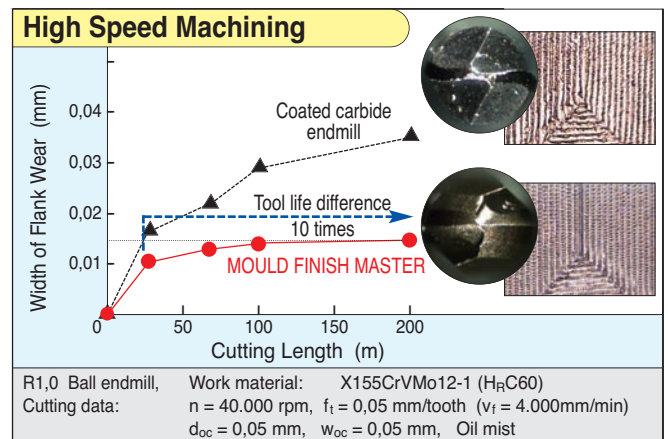 High Speed Machining
Width of Flank Wear (mm)
0,04
0,03
0,02
0,01
0
50
100
150
200
Cutting Length (m)
Coated carbide
endmill
Tool life difference
10 times
MOULD FINISH MASTER
R1,0 Ball endmill, Work material: X155CrVMo12-1 (HRC60)
Cutting data: n = 40.000 rpm, ft = 0,05 mm/tooth (vf = 4.000mm/min)
doc = 0,05 mm, woc = 0,05 mm, Oil mist